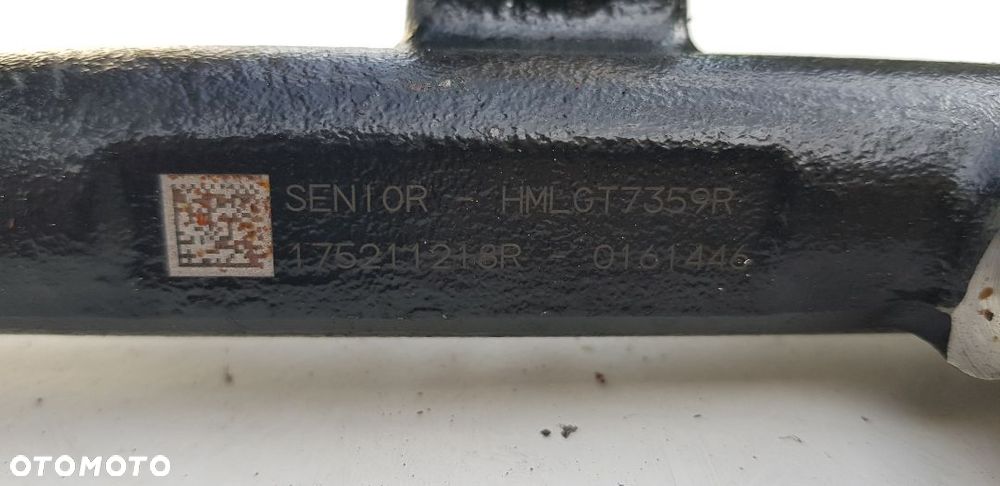 SENIOR - HMLGT7359R
175211218R - 0161446
OTOMOTO